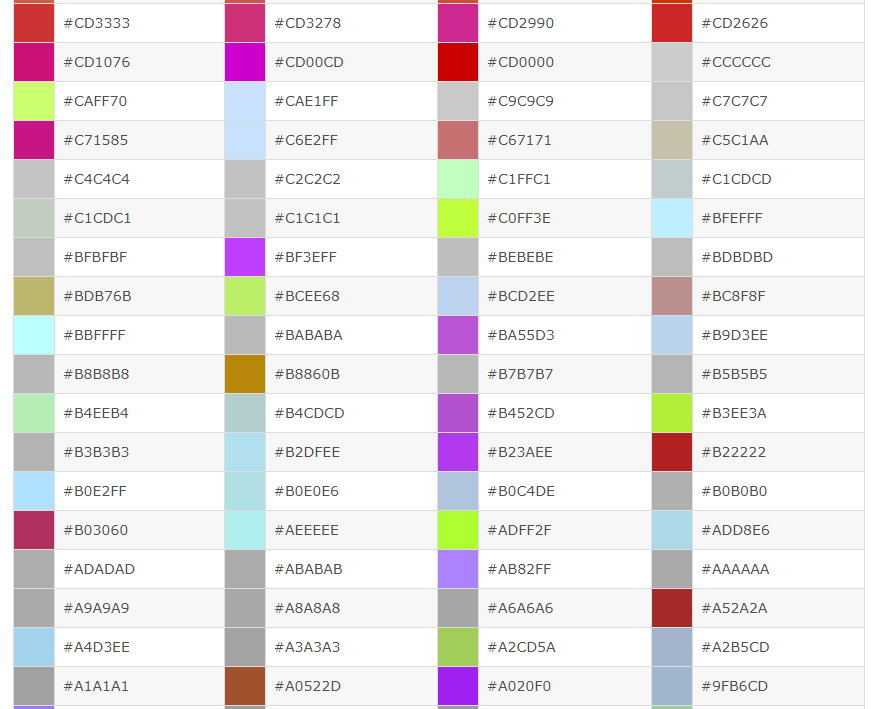 #CD3333 #CD3278 #CD2990 #CD2626
#CD1076 #CD00CD #CD0000 #CCCCCC
#CAFF70 #CAE1FF #C9C9C9 #C7C7C7
#C71585 #C6E2FF #C67171 #C5C1AA
#C4C4C4 #C2C2C2 #C1FFC1 #C1CDCD
#C1CDC1 #C1C1C1 #C0FF3E #BFEFFF
#BFBFBF #BF3EFF #BEBEBE #BDBDBD
#BDB76B #BCEE68 #BCD2EE #BC8F8F
#BBFFFF #BABABA #BA55D3 #B9D3EE
#B8B8B8 #B8860B #B7B7B7 #B5B5B5
#B4EEB4 #B4CDCD #B452CD #B3EE3A
#B3B3B3 #B2DFEE #B23AEE #B22222
#B0E2FF #B0E0E6 #B0C4DE #B0B0B0
#B03060 #AEEEEE #ADFF2F #ADD8E6
#ADADAD #ABABAB #AB82FF #AAAAAA
#A9A9A9 #A8A8A8 #A6A6A6 #A52A2A
#A4D3EE #A3A3A3 #A2CD5A #A2B5CD
#A1A1A1 #A0522D #A020F0 #9FB6CD